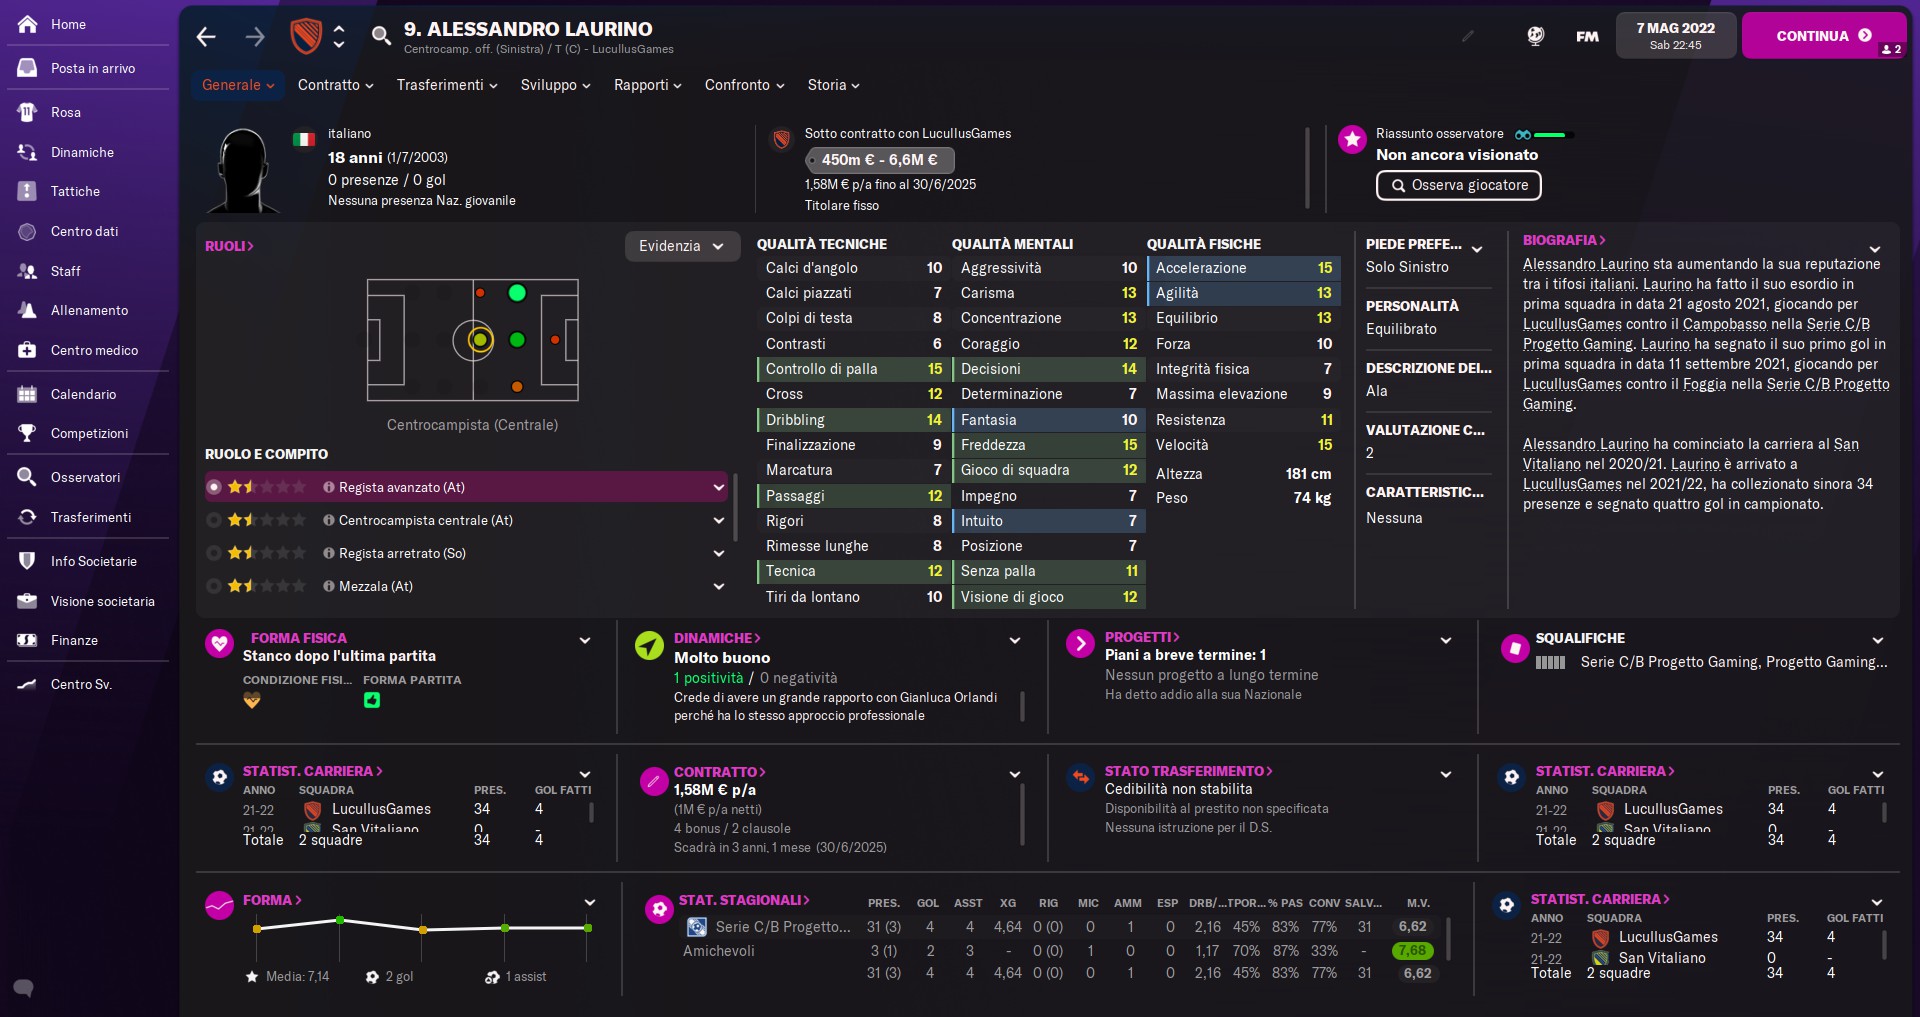 Home
Posta in arrivo
Rosa
Dinamiche
Tattiche
Centro dati
Staff
Allenamento
Centro medico
Calendario
Competizioni
Osservatori
Trasferimenti
Info Societarie
Visione societaria
Finanze
Centro Sv.
9. ALESSANDRO LAURINO
Centrocamp. off. (Sinistra) / T (C) - LucullusGames
FM
7 MAG 2022
Sab 22:45
CONTINUA
2
Generale Contratto Trasferimenti Sviluppo Rapporti Confronto Storia
italiano
18 anni (1/7/2003)
0 presenze / 0 gol
Nessuna presenza Naz. giovanile
Sotto contratto con LucullusGames
450m € - 6,6M €
1,58M € p/a fino al 30/6/2025
Titolare fisso
Riassunto osservatore
Non ancora visionato
Osserva giocatore
RUOLI>
Evidenzia
Centrocampista (Centrale)
RUOLO E COMPITO
Regista avanzato (At)
Centrocampista centrale (At)
Regista arretrato (So)
Mezzala (At)
QUALITÀ TECNICHE
Calci d'angolo 10
Calci piazzati 7
Colpi di testa 8
Contrasti 6
Controllo di palla 15
Cross 12
Dribbling 14
Finalizzazione 9
Marcatura 7
Passaggi 12
Rigori 8
Rimesse lunghe 8
Tecnica 12
Tiri da lontano 10
QUALITÀ MENTALI
Aggressività 10
Carisma 13
Concentrazione 13
Coraggio 12
Decisioni 14
Determinazione 7
Fantasia 10
Freddezza 15
Gioco di squadra 12
Impegno 7
Intuito 7
Posizione 7
Senza palla 11
Visione di gioco 12
QUALITÀ FISICHE
Accelerazione 15
Agilità 13
Equilibrio 13
Forza 10
Integrità fisica 7
Massima elevazione 9
Resistenza 11
Velocità 15
Altezza 181 cm
Peso 74 kg
PIEDE PREFE...
Solo Sinistro
PERSONALITÀ
Equilibrato
DESCRIZIONE DEI...
Ala
VALUTAZIONE C...
2
CARATTERISTIC...
Nessuna
BIOGRAFIA>
Alessandro Laurino sta aumentando la sua reputazione
tra i tifosi italiani. Laurino ha fatto il suo esordio in
prima squadra in data 21 agosto 2021, giocando per
LucullusGames contro il Campobasso nella Serie C/B
Progetto Gaming. Laurino ha segnato il suo primo gol in
prima squadra in data 11 settembre 2021, giocando per
LucullusGames contro il Foggia nella Serie C/B Progetto
Gaming.
Alessandro Laurino ha cominciato la carriera al San
Vitaliano nel 2020/21. Laurino è arrivato a
LucullusGames nel 2021/22, ha collezionato sinora 34
presenze e segnato quattro gol in campionato.
FORMA FISICA
Stanco dopo l'ultima partita
CONDIZIONE FISI... FORMA PARTITA
DINAMICHE>
Molto buono
1 positività / 0 negatività
Crede di avere un grande rapporto con Gianluca Orlandi
perché ha lo stesso approccio professionale
PROGETTI>
Piani a breve termine: 1
Nessun progetto a lungo termine
Ha detto addio alla sua Nazionale
SQUALIFICHE
Serie C/B Progetto Gaming, Progetto Gaming...
STATIST. CARRIERA>
ANNO SQUADRA PRES. GOL FATTI
21-22 LucullusGames 34 4
21-22 San Vitaliano 0 -
Totale 2 squadre 34 4
CONTRATTO>
1,58M € p/a
(1M € p/a netti)
4 bonus / 2 clausole
Scadrà in 3 anni, 1 mese (30/6/2025)
STATO TRASFERIMENTO>
Cedibilità non stabilita
Disponibilità al prestito non specificata
Nessuna istruzione per il D.S.
STATIST. CARRIERA>
ANNO SQUADRA PRES. GOL FATTI
21-22 LucullusGames 34 4
21-22 San Vitaliano 0 -
Totale 2 squadre 34 4
FORMA>
Media: 7,14 2 gol 1 assist
STAT. STAGIONALI> PRES. GOL ASST XG RIG MIC AMM ESP DRB/... TPOR... % PAS CONV SALV... M.V.
Serie C/B Progetto... 31 (3) 4 4 4,64 0 (0) 0 1 0 2,16 45% 83% 77% 31 6,62
Amichevoli 3 (1) 2 3 - 0 (0) 1 0 0 1,17 70% 87% 33% - 7,68
31 (3) 4 4 4,64 0 (0) 0 1 0 2,16 45% 83% 77% 31 6,62
STATIST. CARRIERA>
ANNO SQUADRA PRES. GOL FATTI
21-22 LucullusGames 34 4
21-22 San Vitaliano 0 -
Totale 2 squadre 34 4